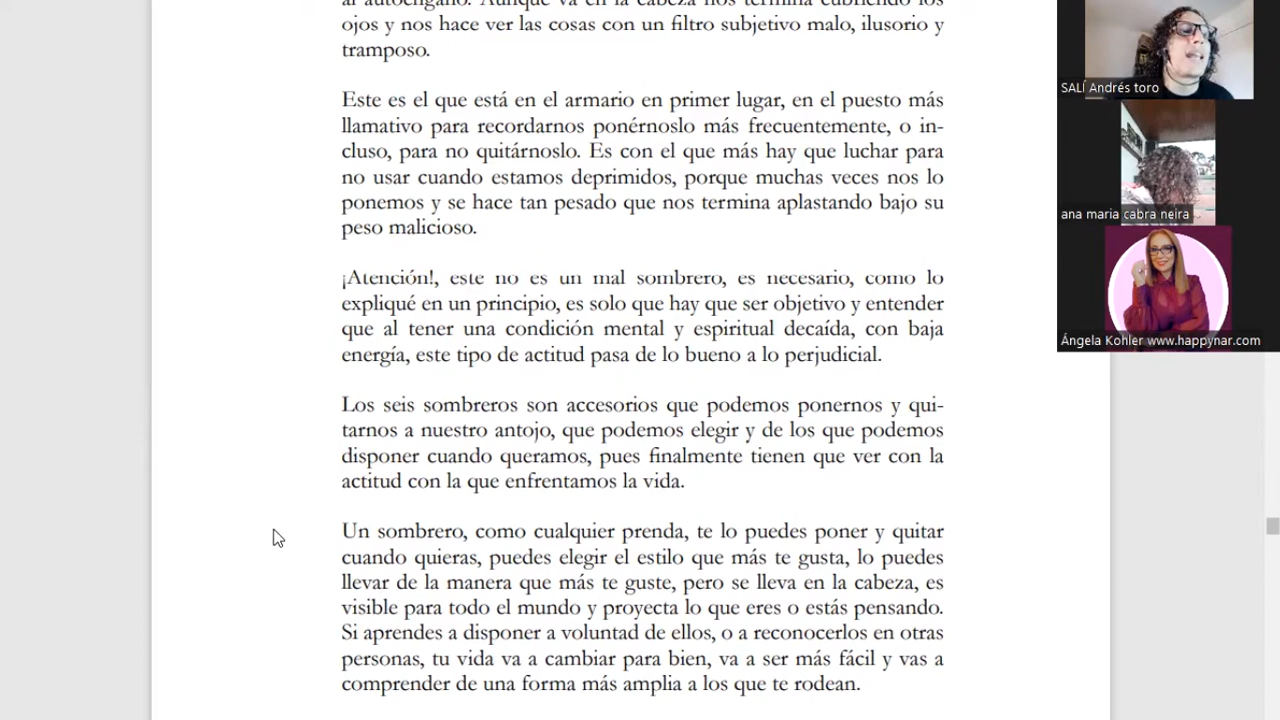 al autoengaño. Aunque va en la cabeza nos termina cubriendo los
ojos y nos hace ver las cosas con un filtro subjetivo malo, ilusorio y
tramposo.
Este es el que está en el armario en primer lugar, en el puesto más
llamativo para recordarnos ponérnoslo más frecuentemente, o in-
cluso, para no quitárnoslo. Es con el que más hay que luchar para
no usar cuando estamos deprimidos, porque muchas veces nos lo
ponemos y se hace tan pesado que nos termina aplastando bajo su
peso malicioso.
¡Atención!, este no es un mal sombrero, es necesario, como lo
expliqué en un principio, es solo que hay que ser objetivo y entender
que al tener una condición mental y espiritual decaída, con baja
energía, este tipo de actitud pasa de lo bueno a lo perjudicial.
Los seis sombreros son accesorios que podemos ponernos y qui-
tarnos a nuestro antojo, que podemos elegir y de los que podemos
disponer cuando queramos, pues finalmente tienen que ver con la
actitud con la que enfrentamos la vida.
Un sombrero, como cualquier prenda, te lo puedes poner y quitar
cuando quieras, puedes elegir el estilo que más te gusta, lo puedes
llevar de la manera que más te guste, pero se lleva en la cabeza, es
visible para todo el mundo y proyecta lo que eres o estás pensando.
Si aprendes a disponer a voluntad de ellos, o a reconocerlos en otras
personas, tu vida va a cambiar para bien, va a ser más fácil y vas a
comprender de una forma más amplia a los que te rodean.
SALÍ Andrés toro
ana maria cabra neira
Ángela Kohler www.happynar.com